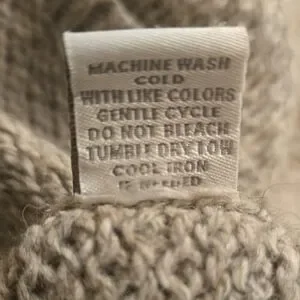 MACHINE WASH
COLD
WITH LIKE COLORS
GENTLE CYCLE
DO NOT BLEACH
TUMBLE DRY LOW
COOL IRON
IF NEEDED